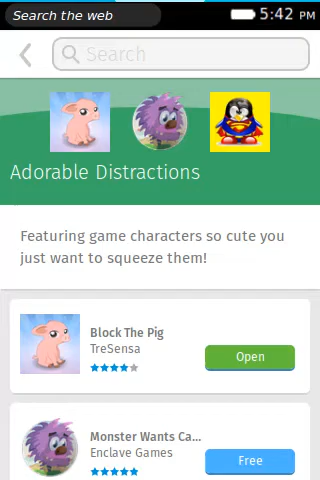 Search the web
5:42 PM
Search
Adorable Distractions
Featuring game characters so cute you
just want to squeeze them!
Block The Pig
TreSensa
Open
Monster Wants Ca...
Enclave Games
Free